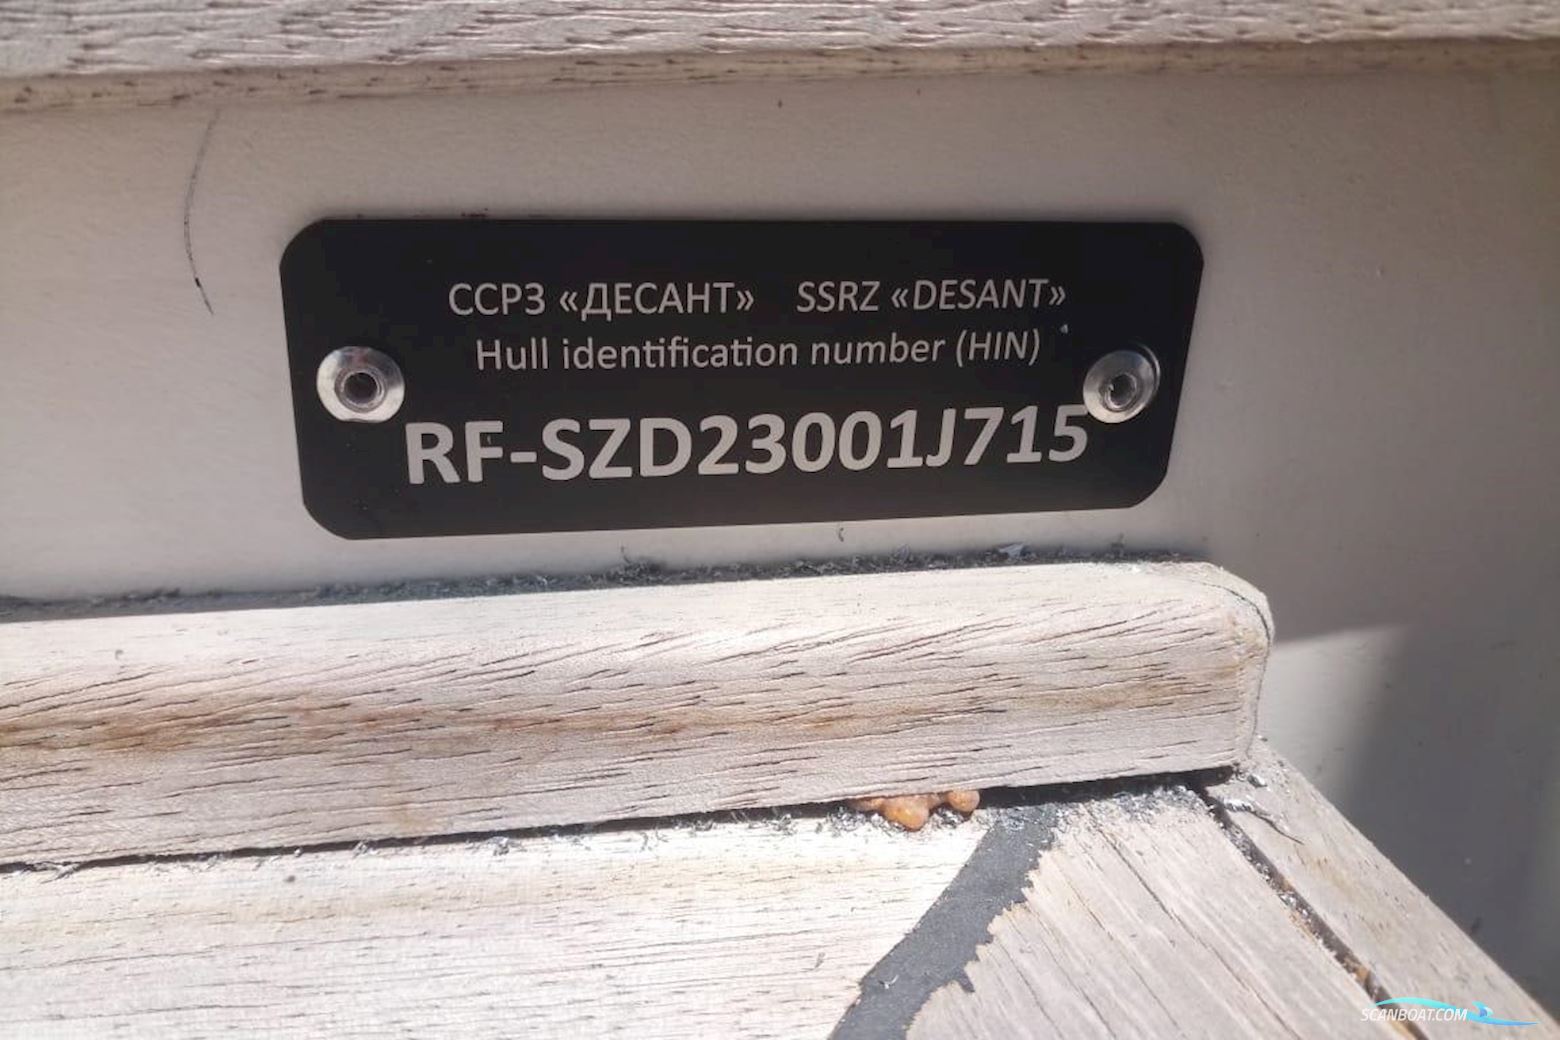 ССРЗ «ДЕСАНТ» SSRZ «DESANT»
Hull identification number (HIN)
RF-SZD23001J715
SCANBOAT.COM